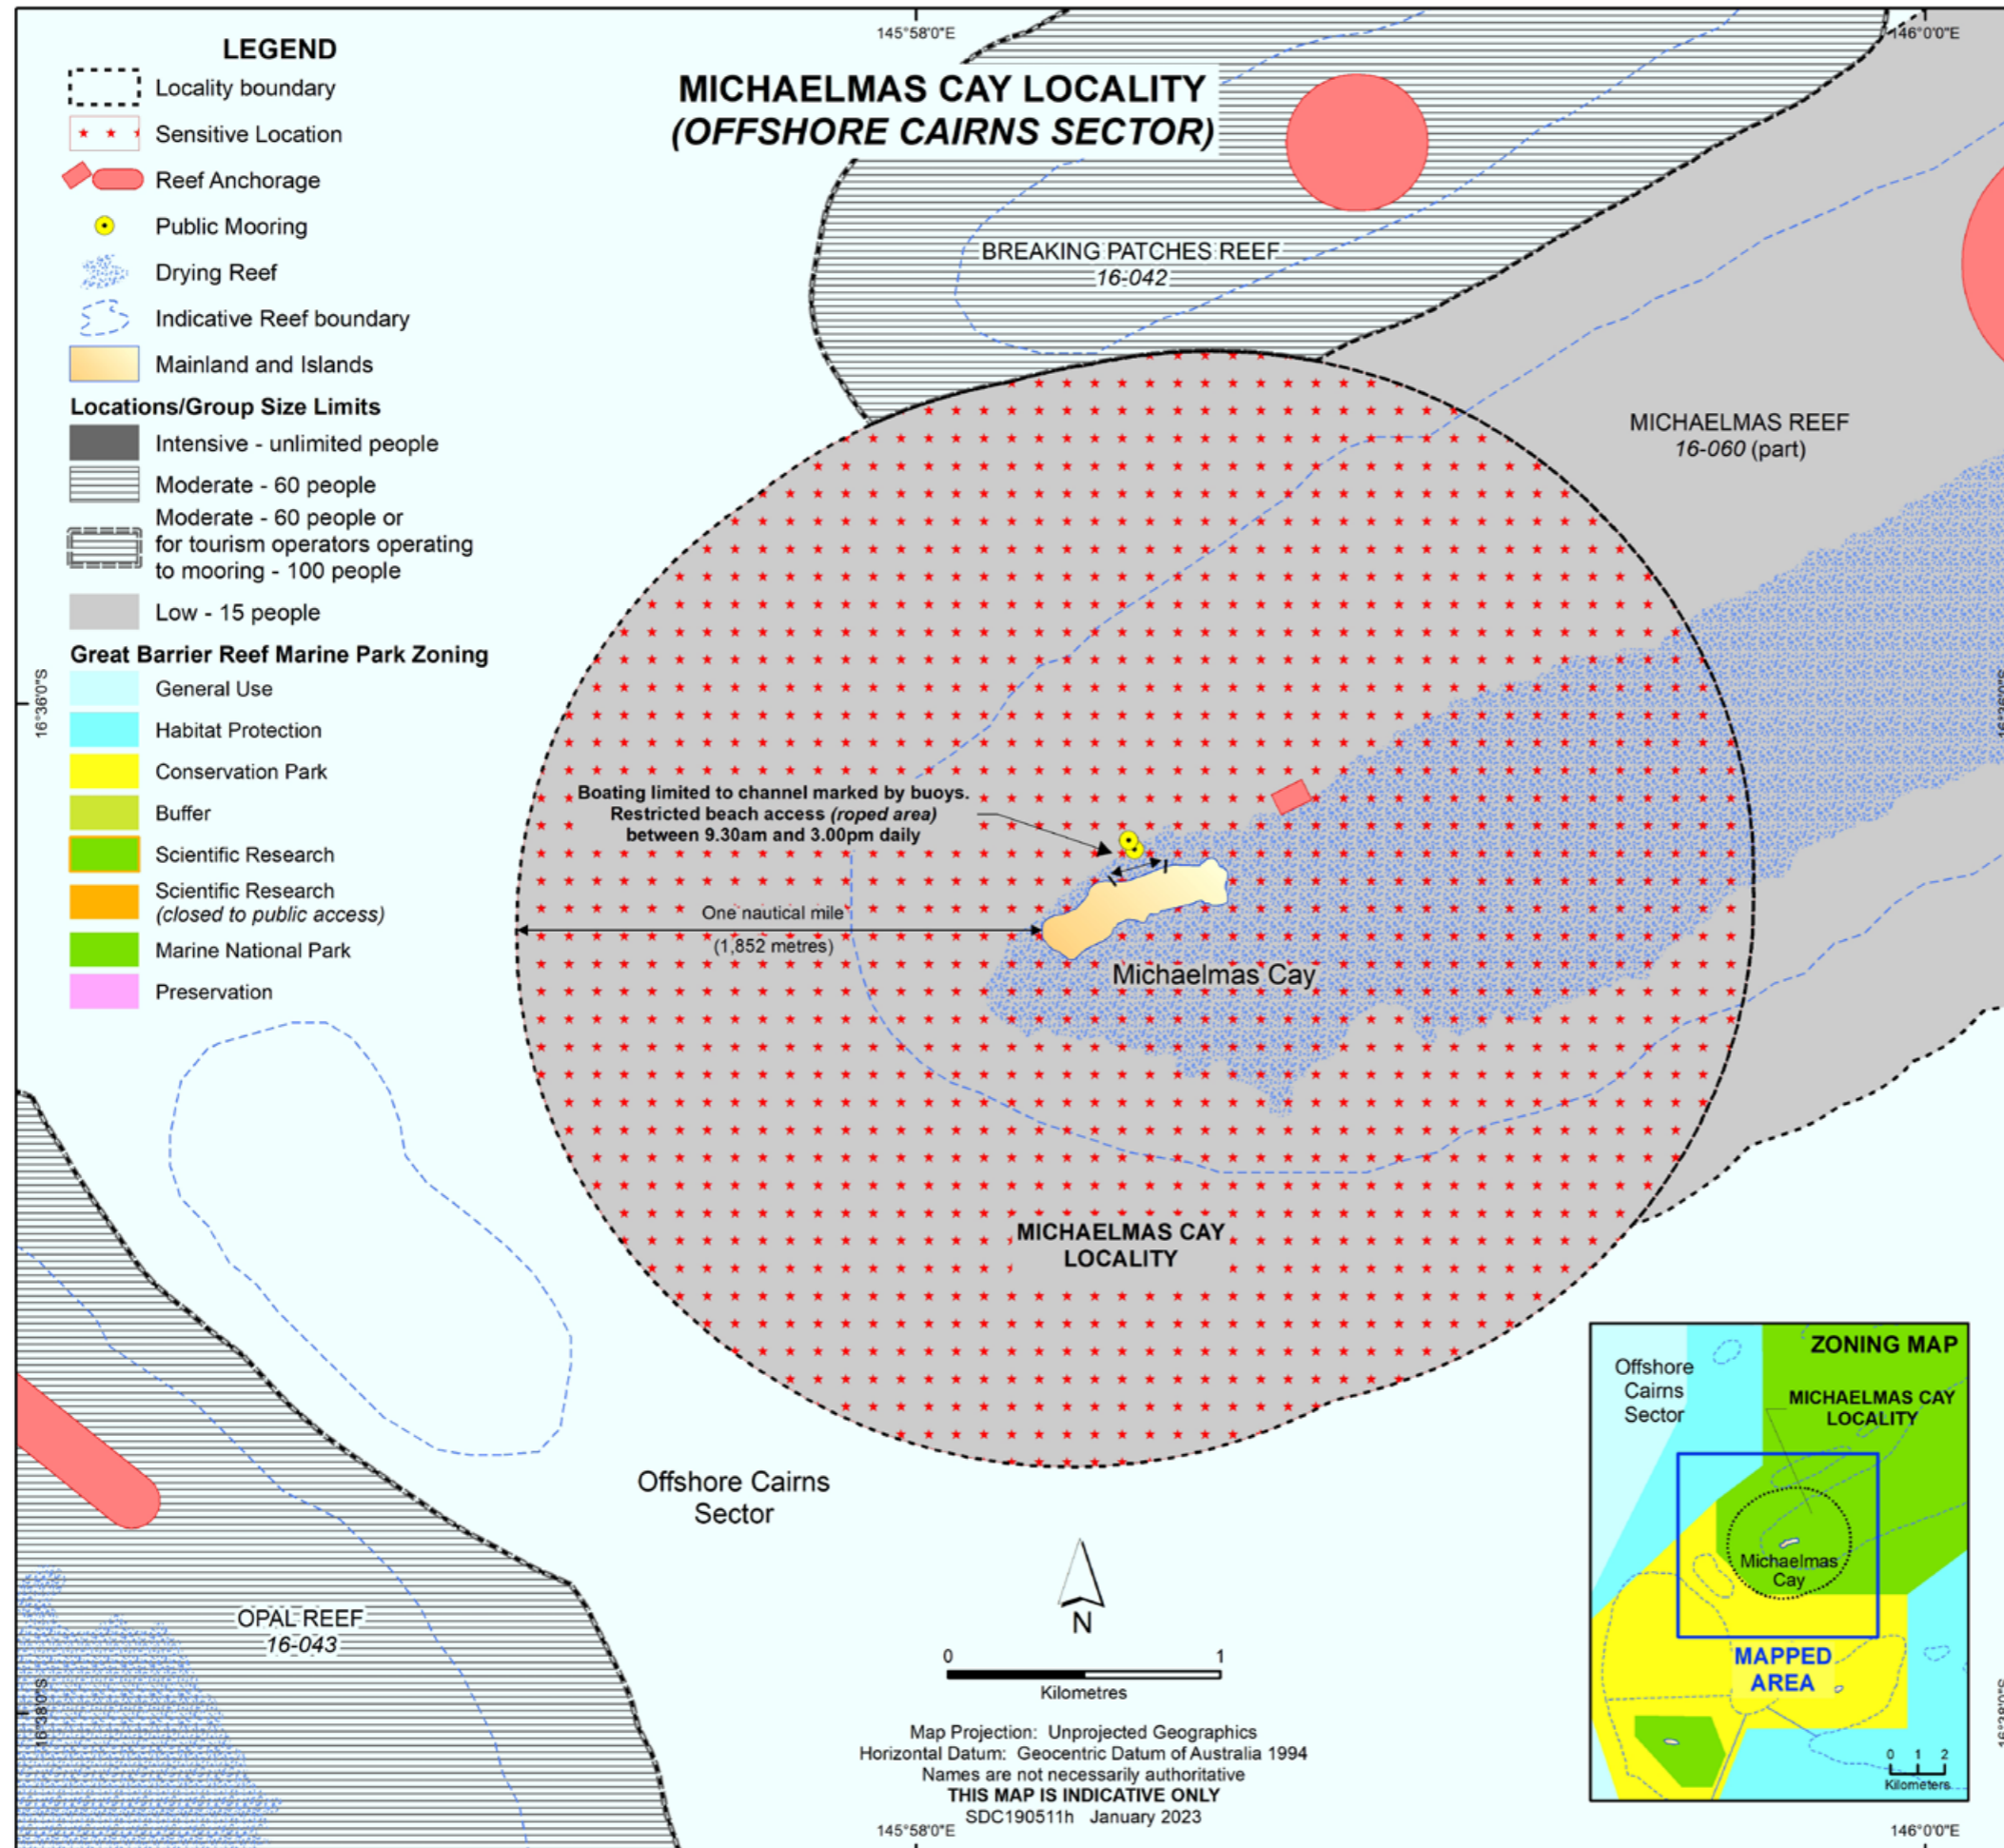 LEGEND
Locality boundary
Sensitive Location
Reef Anchorage
Public Mooring
Drying Reef
Indicative Reef boundary
Mainland and Islands
Locations/Group Size Limits
Intensive - unlimited people
Moderate - 60 people
Moderate - 60 people or
for tourism operators operating
to mooring - 100 people
Low - 15 people
Great Barrier Reef Marine Park Zoning
General Use
Habitat Protection
Conservation Park
Buffer
Scientific Research
Scientific Research
(closed to public access)
Marine National Park
Preservation
145°58'0"E
146°0'0"E
MICHAELMAS CAY LOCALITY
(OFFSHORE CAIRNS SECTOR)
BREAKING PATCHES REEF
16-042
MICHAELMAS REEF
16-060 (part)
16°36'0"S
16°36'0"S
Boating limited to channel marked by buoys.
Restricted beach access (roped area)
between 9.30am and 3.00pm daily
One nautical mile
(1,852 metres)
Michaelmas Cay
MICHAELMAS CAY
LOCALITY
Offshore Cairns
Sector
OPAL REEF
16-043
16°38'0"S
16°38'0"S
N
0 1
Kilometres
Map Projection: Unprojected Geographics
Horizontal Datum: Geocentric Datum of Australia 1994
Names are not necessarily authoritative
THIS MAP IS INDICATIVE ONLY
SDC190511h January 2023
145°58'0"E
146°0'0"E
ZONING MAP
Offshore
Cairns
Sector
MICHAELMAS CAY
LOCALITY
Michaelmas
Cay
MAPPED
AREA
0 1 2
Kilometers